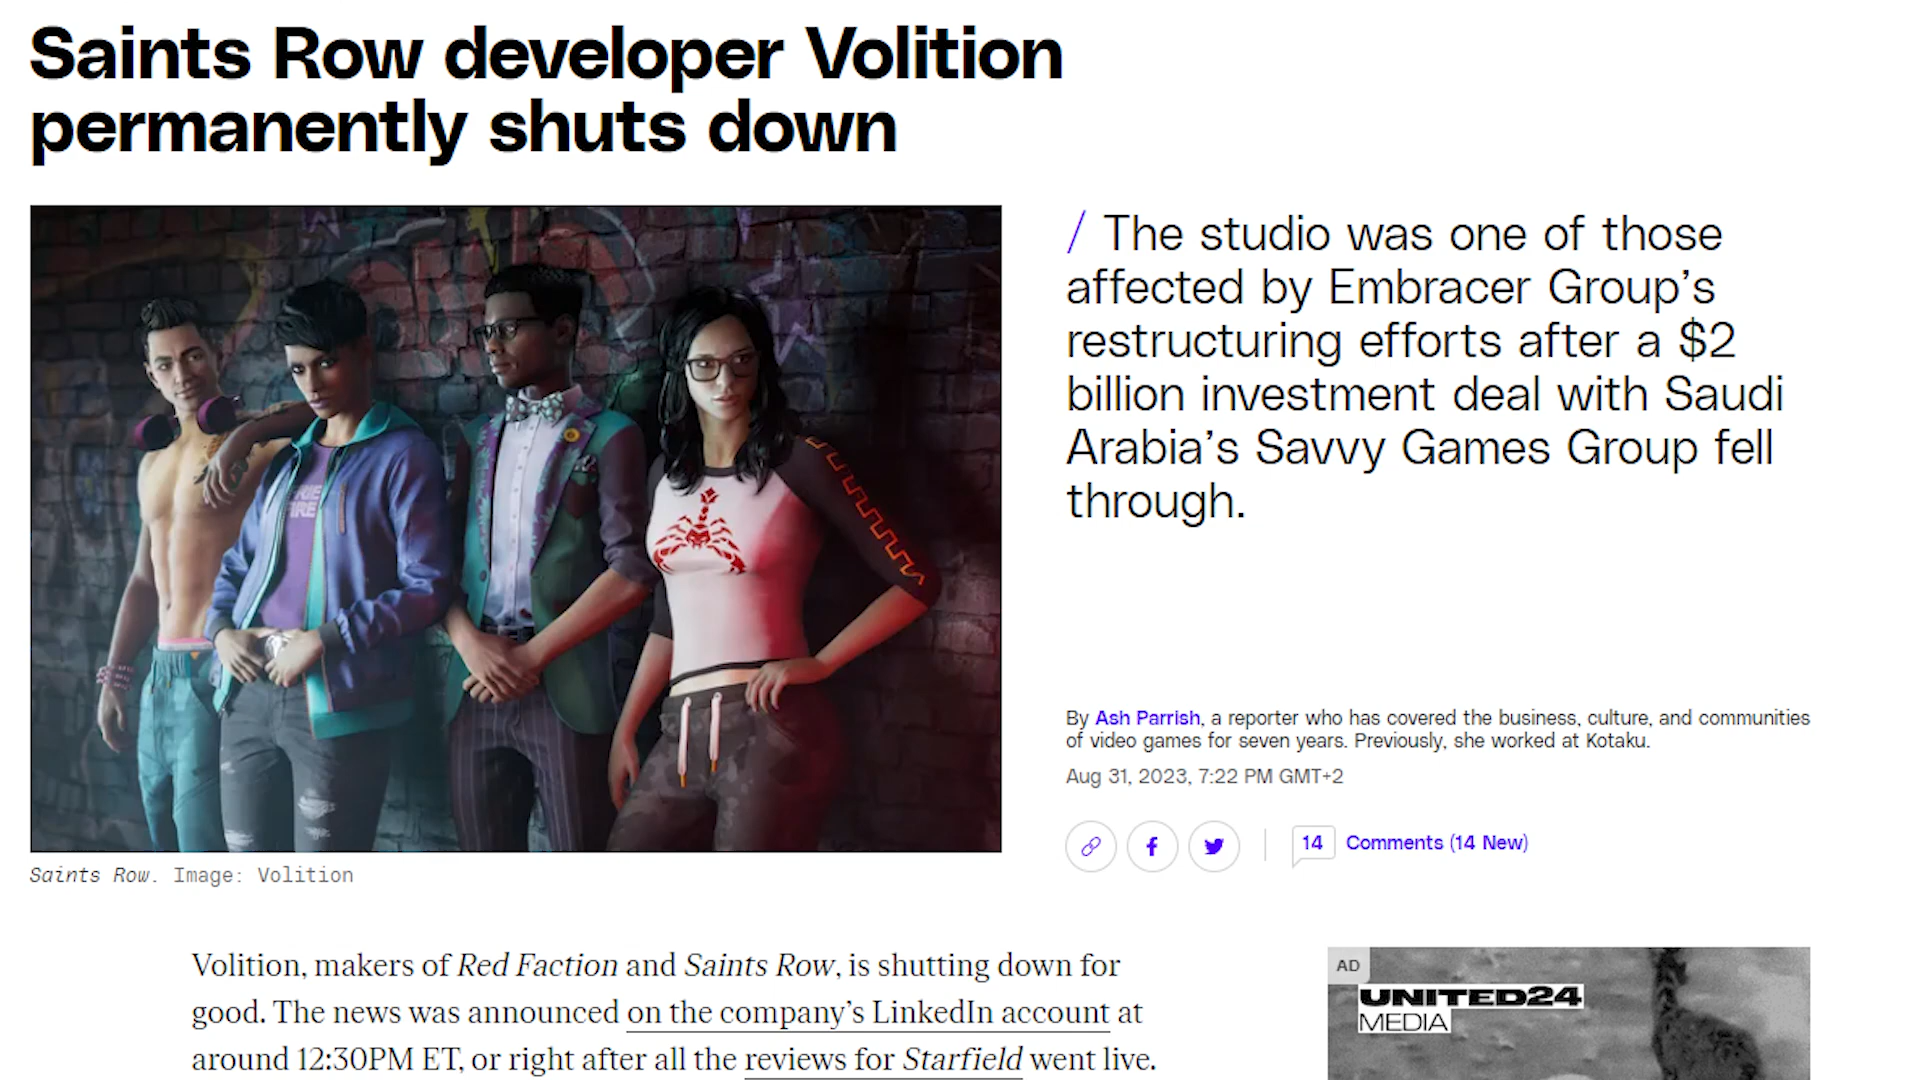 Saints Row developer Volition
permanently shuts down
/ The studio was one of those
affected by Embracer Group’s
restructuring efforts after a $2
billion investment deal with Saudi
Arabia’s Savvy Games Group fell
through.
By Ash Parrish, a reporter who has covered the business, culture, and communities
of video games for seven years. Previously, she worked at Kotaku.
Aug 31, 2023, 7:22 PM GMT+2
14 Comments (14 New)
Saints Row. Image: Volition
Volition, makers of Red Faction and Saints Row, is shutting down for
good. The news was announced on the company’s LinkedIn account at
around 12:30PM ET, or right after all the reviews for Starfield went live.
AD
UNITED24
MEDIA